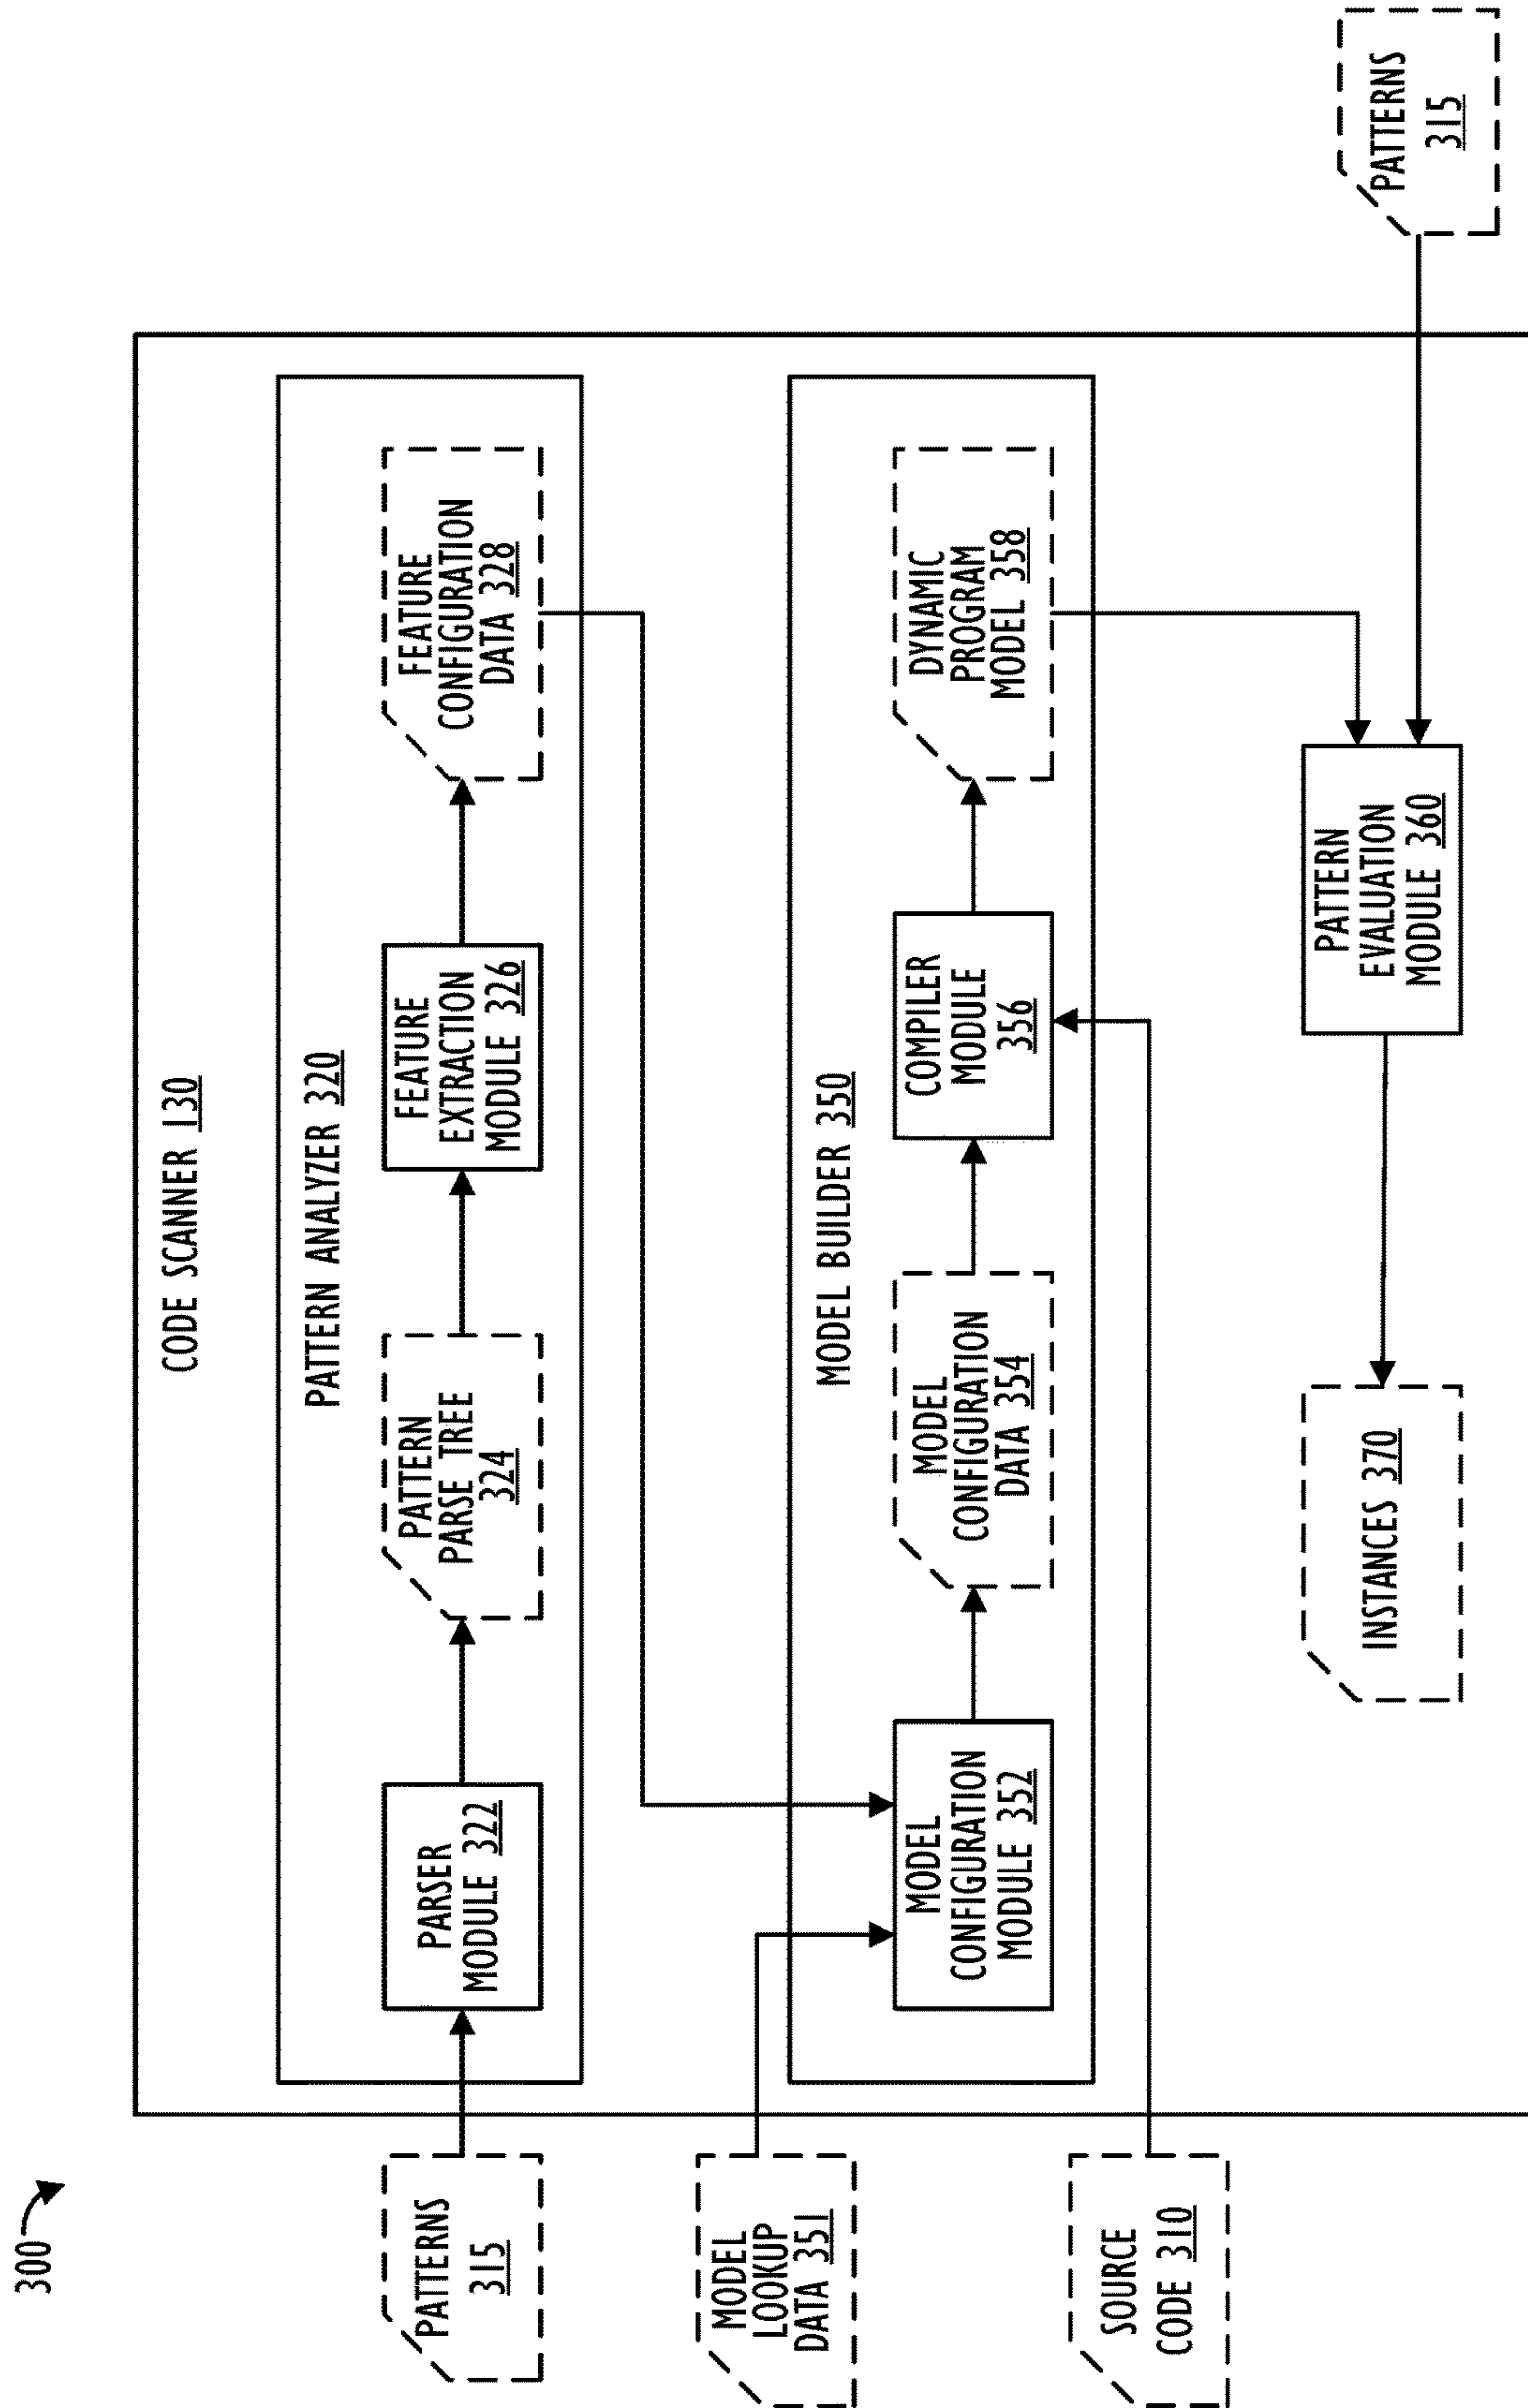 300
CODE SCANNER 130
PATTERN ANALYZER 320
PATTERNS
315
PARSER
MODULE 322
PATTERN
PARSE TREE
324
FEATURE
EXTRACTION
MODULE 326
FEATURE
CONFIGURATION
DATA 328
MODEL
LOOKUP
DATA 351
MODEL BUILDER 350
MODEL
CONFIGURATION
MODULE 352
MODEL
CONFIGURATION
DATA 354
COMPILER
MODULE
356
DYNAMIC
PROGRAM
MODEL 358
SOURCE
CODE 310
INSTANCES 370
PATTERN
EVALUATION
MODULE 360
PATTERNS
315